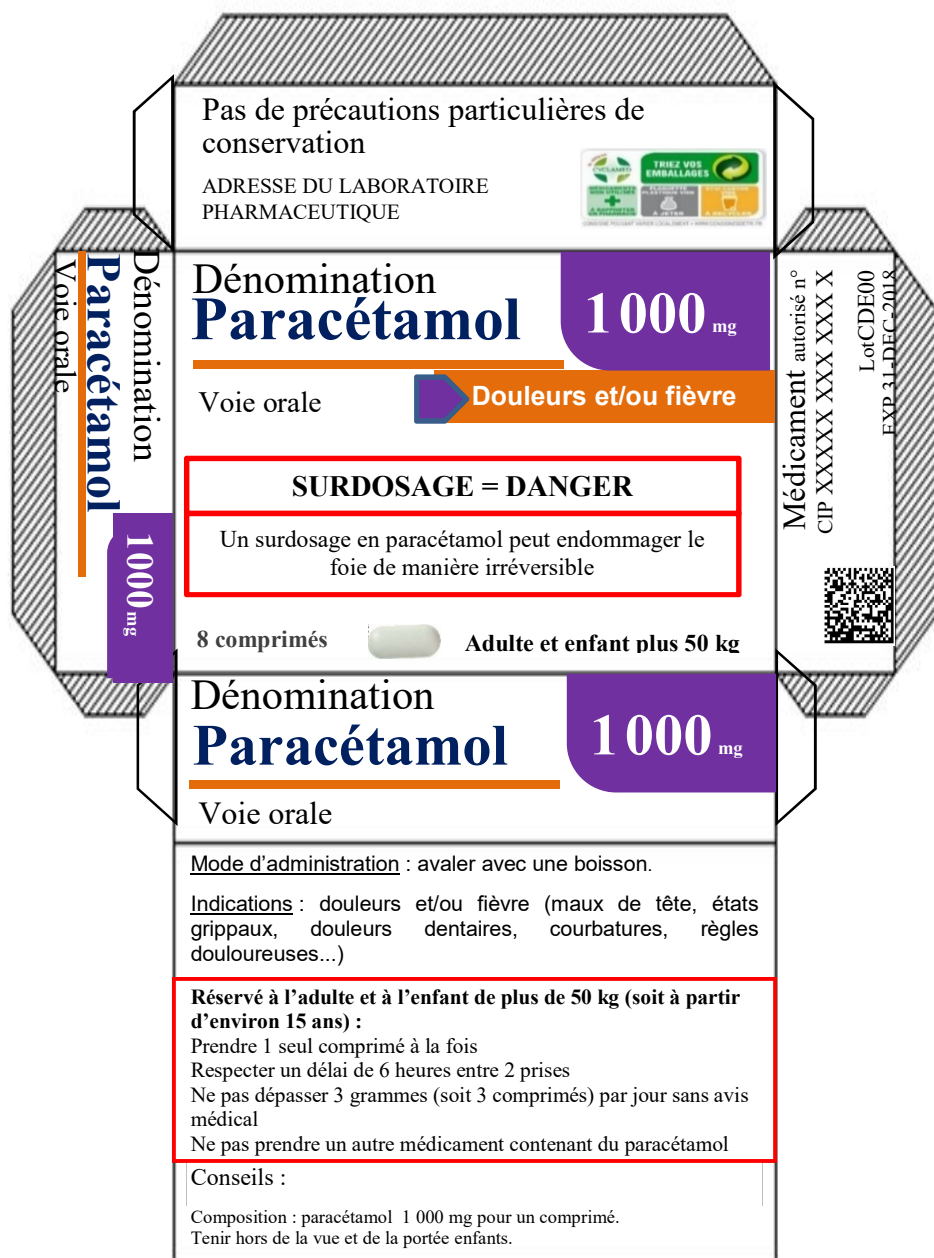 Pas de précautions particulières de
conservation
ADRESSE DU LABORATOIRE
PHARMACEUTIQUE
CYCLAMED
TRIEZ VOS
EMBALLAGES
À JETER
À RECYCLER
Dénomination
Paracétamol
Voie orale
1 000 mg
Dénomination
Paracétamol
1 000 mg
Voie orale
Douleurs et/ou fièvre
SURDOSAGE = DANGER
Un surdosage en paracétamol peut endommager le
foie de manière irréversible
8 comprimés
Adulte et enfant plus 50 kg
Médicament autorisé n°
CIP XXXXX XXX XXX X
LotCDE00
EXP 31-DEC-2018
Dénomination
Paracétamol
1 000 mg
Voie orale
Mode d’administration : avaler avec une boisson.
Indications : douleurs et/ou fièvre (maux de tête, états
grippaux, douleurs dentaires, courbatures, règles
douloureuses...)
Réservé à l’adulte et à l’enfant de plus de 50 kg (soit à partir
d’environ 15 ans) :
Prendre 1 seul comprimé à la fois
Respecter un délai de 6 heures entre 2 prises
Ne pas dépasser 3 grammes (soit 3 comprimés) par jour sans avis
médical
Ne pas prendre un autre médicament contenant du paracétamol
Conseils :
Composition : paracétamol 1 000 mg pour un comprimé.
Tenir hors de la vue et de la portée enfants.